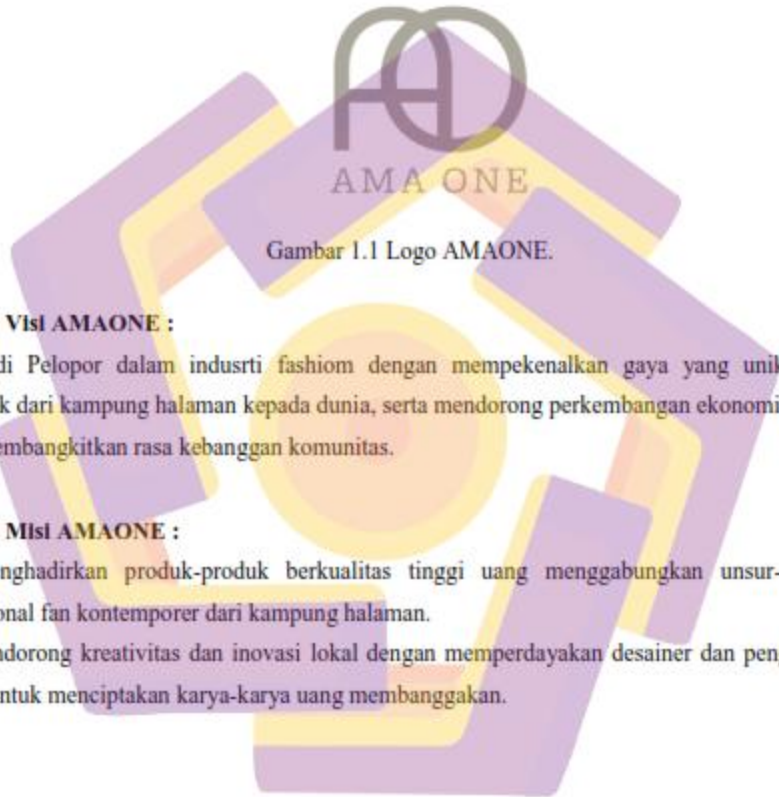 AMA ONE
Gambar 1.1 Logo AMAONE.
Visi AMAONE :
di Pelopor dalam indusrti fashiom dengan mempekenalkan gaya yang unik
k dari kampung halaman kepada dunia, serta mendorong perkembangan ekonomi
embangkitkan rasa kebanggan komunitas.
Misi AMAONE :
nghadirkan produk-produk berkualitas tinggi uang menggabungkan unsur-
onal fan kontemporer dari kampung halaman.
ndorong kreativitas dan inovasi lokal dengan memperdayakan desainer dan pen
ntuk menciptakan karya-karya uang membanggakan.